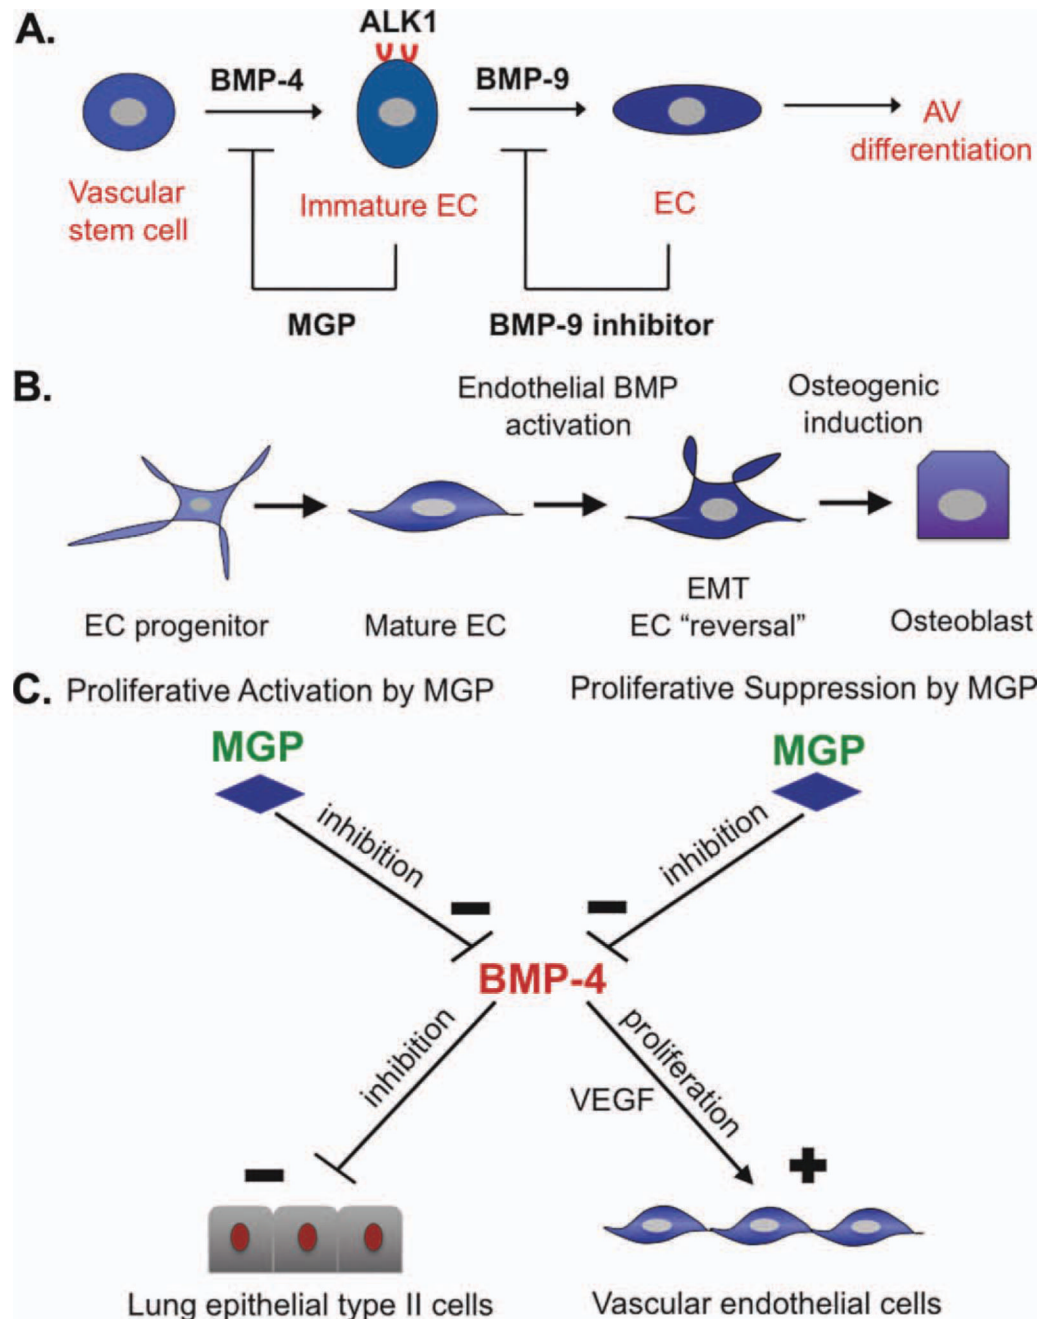 A.
ALK1
BMP-4
BMP-9
AV
differentiation
Vascular
stem cell
Immature EC
EC
MGP
BMP-9 inhibitor
B.
Endothelial BMP
activation
Osteogenic
induction
EC progenitor
Mature EC
EMT
EC “reversal”
Osteoblast
C.
Proliferative Activation by MGP
Proliferative Suppression by MGP
MGP
MGP
inhibition
inhibition
BMP-4
inhibition
proliferation
VEGF
Lung epithelial type II cells
Vascular endothelial cells